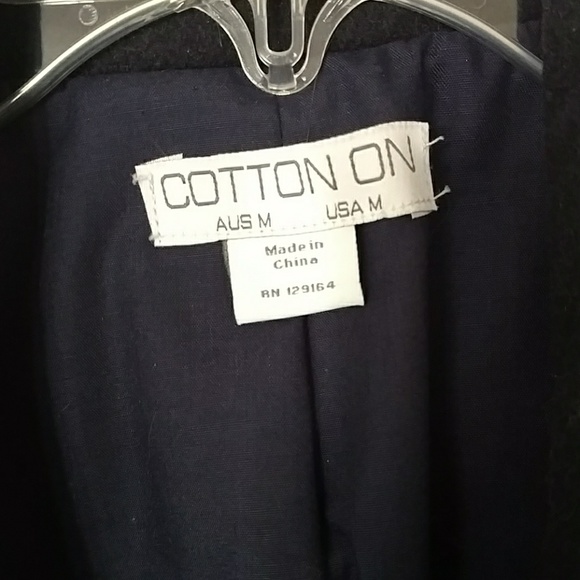 COTTON ON
AUS M USA M
Made in
China
RN 129164